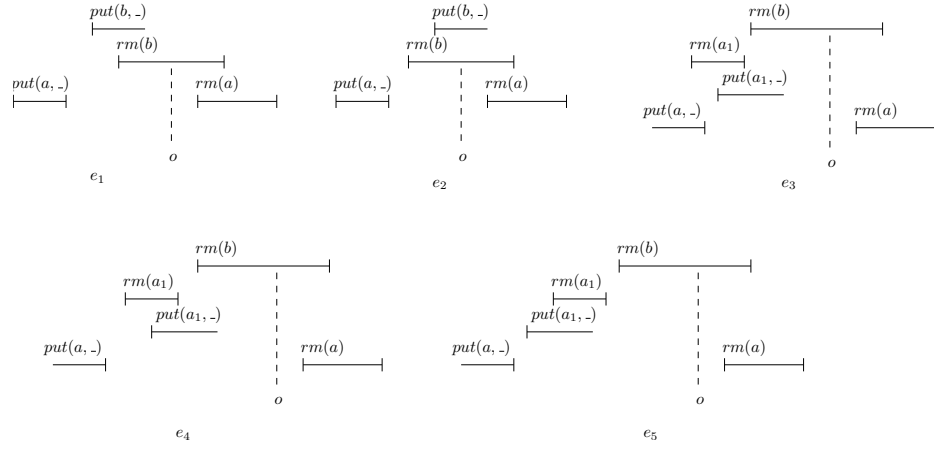 put(b, _) put(b, _) rm(b)
rm(b) rm(b) rm(a₁)
put(a, _) rm(a) put(a, _) rm(a) put(a₁, _)
put(a, _) rm(a)
o o o
e₁ e₂ e₃
rm(b) rm(b)
rm(a₁) rm(a₁)
put(a₁, _) put(a₁, _)
put(a, _) rm(a) put(a, _) rm(a)
o o
e₄ e₅